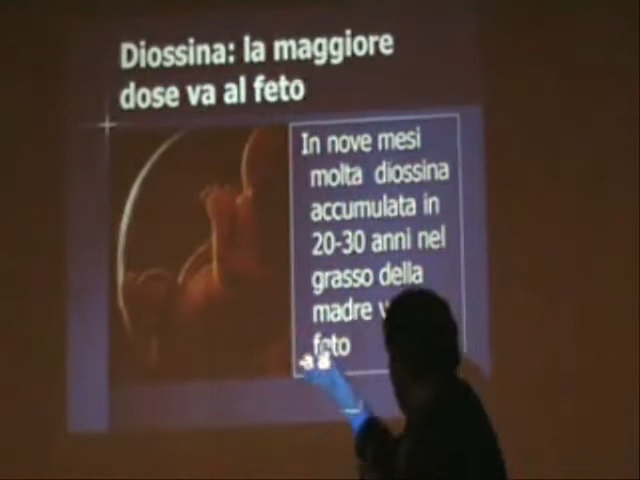 Diossina: la maggiore
dose va al feto
In nove mesi
molta diossina
accumulata in
20-30 anni nel
grasso della
madre
feto